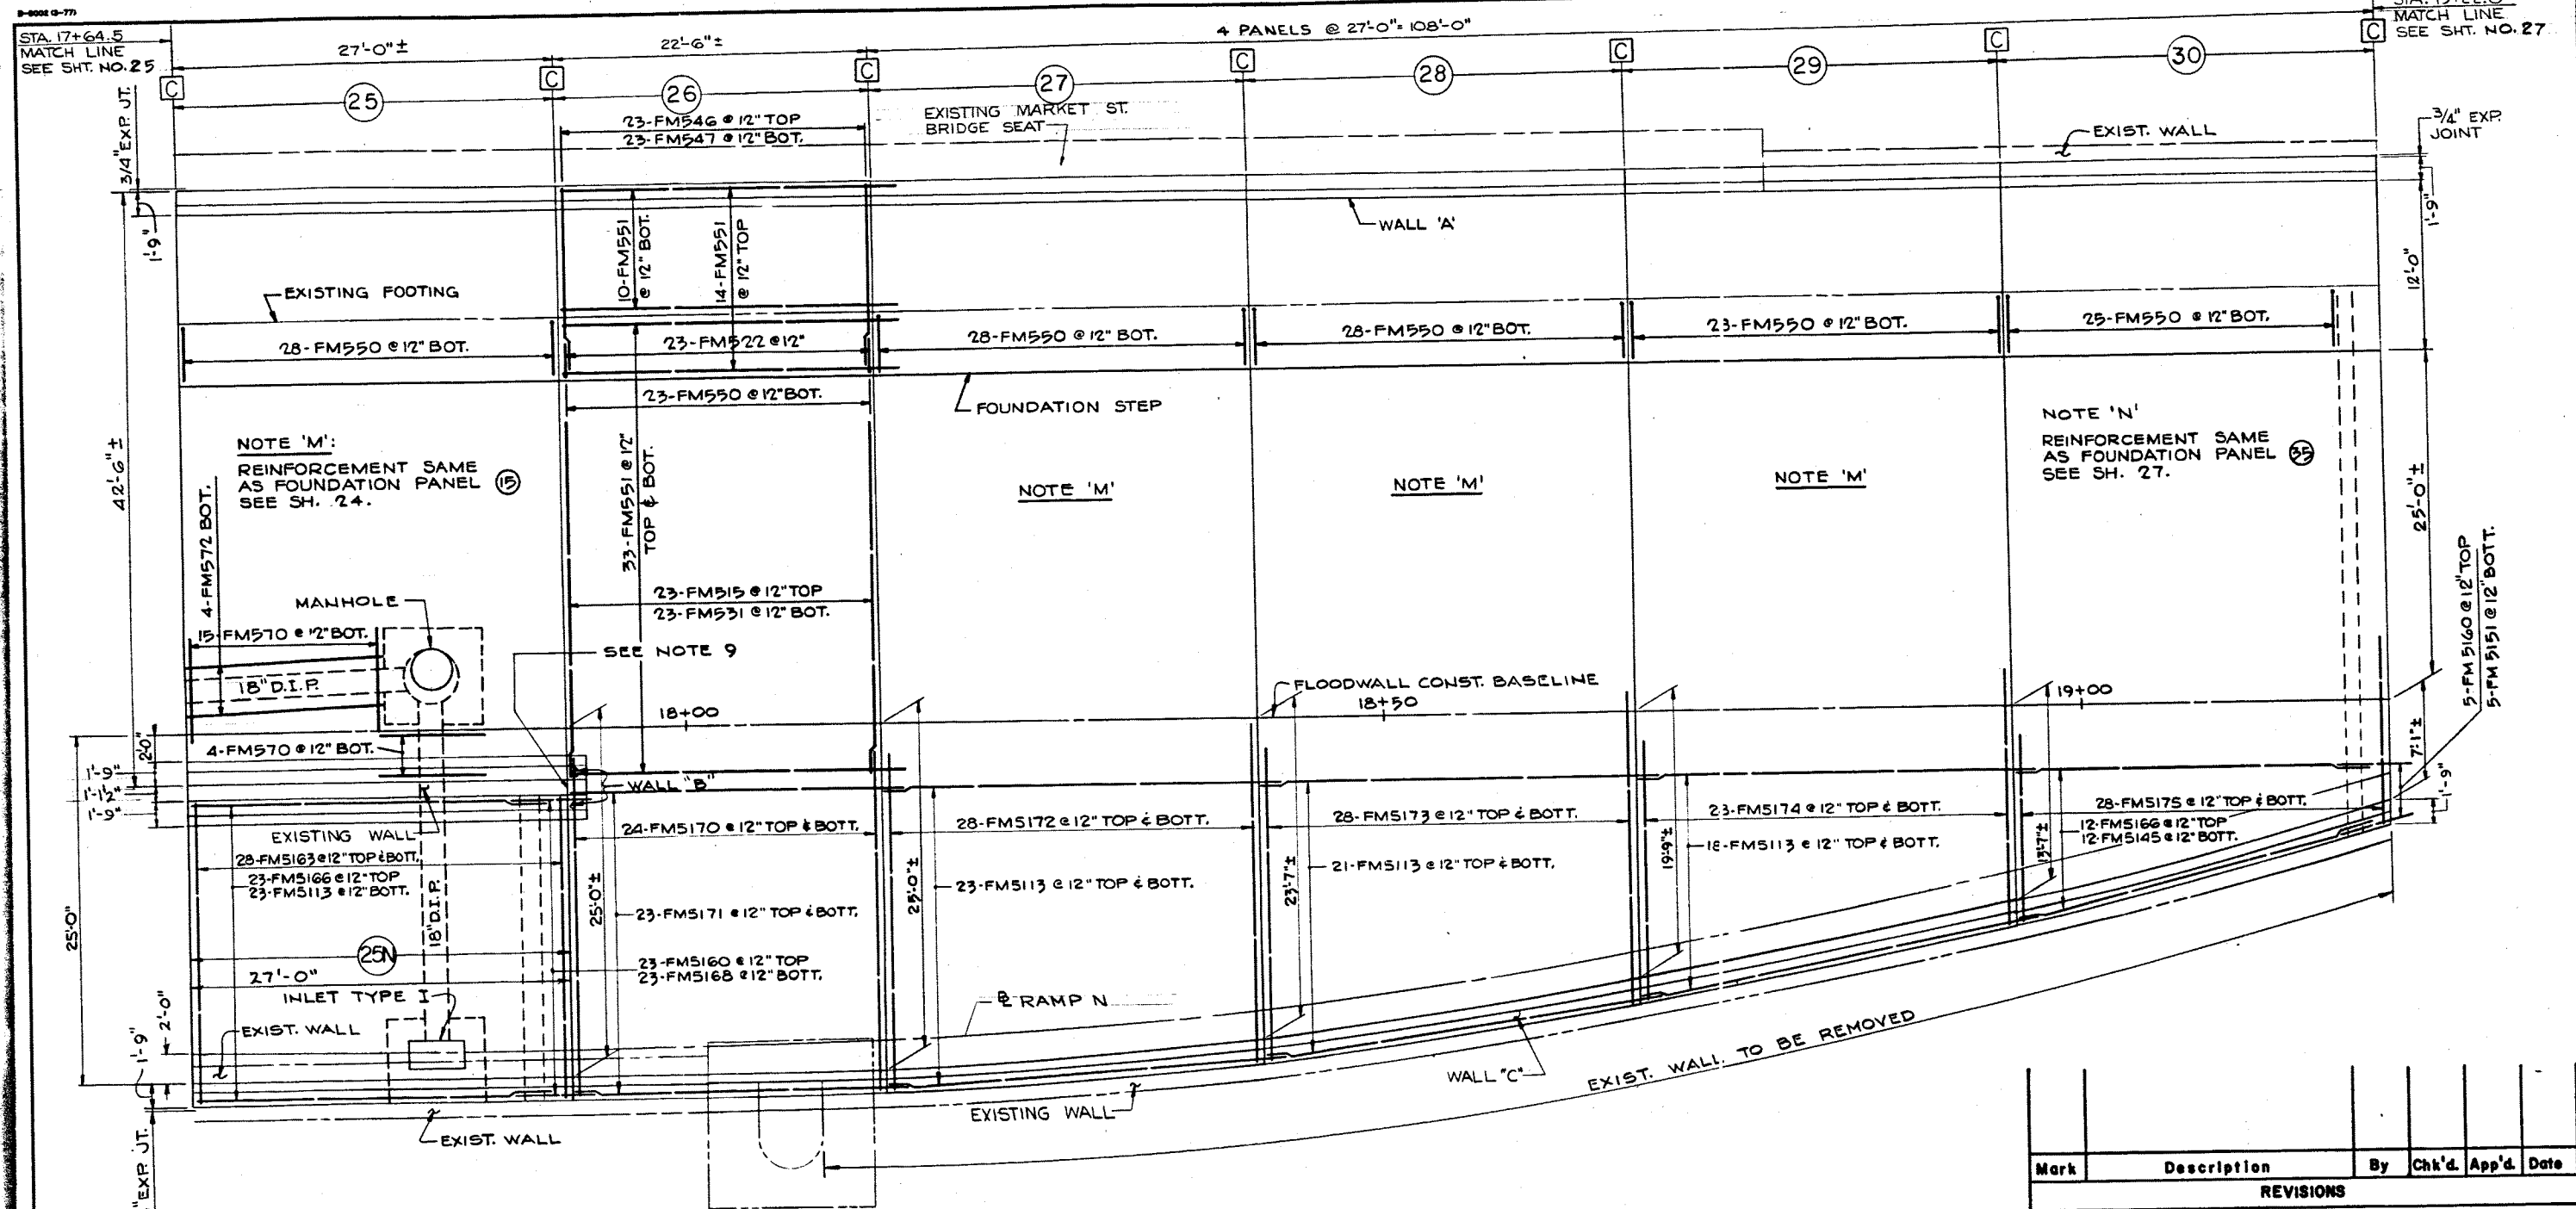 B-8002 (3-77)
STA. 17+64.5
MATCH LINE
SEE SHT. NO. 25
27'-0"±
22'-6"±
4 PANELS @ 27'-0" = 108'-0"
MATCH LINE
SEE SHT. NO. 27
C
C
C
C
C
C
C
25
26
27
28
29
30
3/4" EXP. JT.
23-FM546 @ 12" TOP
23-FM547 @ 12" BOT.
EXISTING MARKET ST.
BRIDGE SEAT
EXIST. WALL
3/4" EXP.
JOINT
1'-9"
10-FM551
@ 12" BOT.
14-FM551
@ 12" TOP
WALL 'A'
1'-9"
12'-0"
EXISTING FOOTING
28-FM550 @ 12" BOT.
23-FM522 @ 12"
28-FM550 @ 12" BOT.
28-FM550 @ 12" BOT.
23-FM550 @ 12" BOT.
25-FM550 @ 12" BOT.
23-FM550 @ 12" BOT.
FOUNDATION STEP
42'-6"±
NOTE 'M':
REINFORCEMENT SAME
AS FOUNDATION PANEL 15
SEE SH. 24.
33-FM551 @ 12"
TOP & BOT.
NOTE 'M'
NOTE 'M'
NOTE 'M'
NOTE 'N'
REINFORCEMENT SAME
AS FOUNDATION PANEL 35
SEE SH. 27.
25'-0"±
4-FM572 BOT.
MANHOLE
23-FM515 @ 12" TOP
23-FM531 @ 12" BOT.
15-FM570 @ 12" BOT.
SEE NOTE 9
18" D.I.P.
FLOODWALL CONST. BASELINE
18+00
18+50
19+00
5-FM5160 @ 12" TOP
5-FM5151 @ 12" BOTT.
7'-1"±
1'-9"
2'-0"
4-FM570 @ 12" BOT.
1'-9"
1'-1½"
1'-9"
WALL "B"
EXISTING WALL
24-FM5170 @ 12" TOP & BOTT.
28-FM5172 @ 12" TOP & BOTT.
28-FM5173 @ 12" TOP & BOTT.
23-FM5174 @ 12" TOP & BOTT.
28-FM5175 @ 12" TOP & BOTT.
12-FM5166 @ 12" TOP
12-FM5145 @ 12" BOTT.
28-FM5163 @ 12" TOP & BOTT.
23-FM5166 @ 12" TOP
23-FM5113 @ 12" BOTT.
25'-0"±
25'-0"±
23'-7"±
19'-9"±
13'-7"±
23-FM5113 @ 12" TOP & BOTT.
21-FM5113 @ 12" TOP & BOTT.
18-FM5113 @ 12" TOP & BOTT.
23-FM5171 @ 12" TOP & BOTT.
25'-0"
18" D.I.P.
25N
27'-0"
23-FM5160 @ 12" TOP
23-FM5168 @ 12" BOTT.
INLET TYPE I
RAMP N
2'-0"
1'-9"
EXIST. WALL
EXISTING WALL
WALL "C"
EXIST. WALL TO BE REMOVED
EXIST. WALL
" EXP. JT.
Mark Description By Chk'd. App'd. Date
REVISIONS